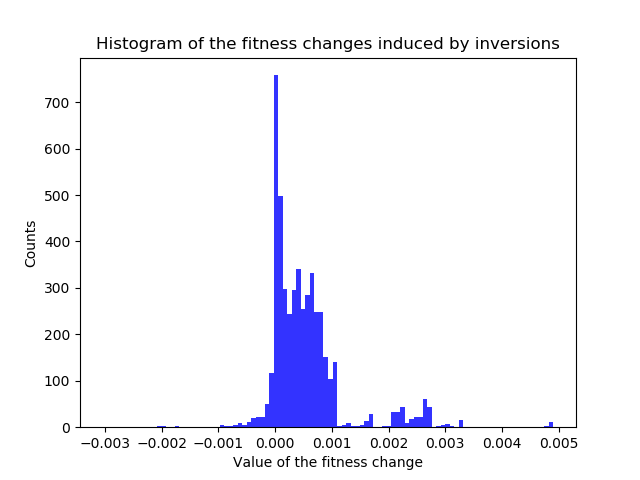 Histogram of the fitness changes induced by inversions
Counts
700
600
500
400
300
200
100
0
−0.003 −0.002 −0.001 0.000 0.001 0.002 0.003 0.004 0.005
Value of the fitness change